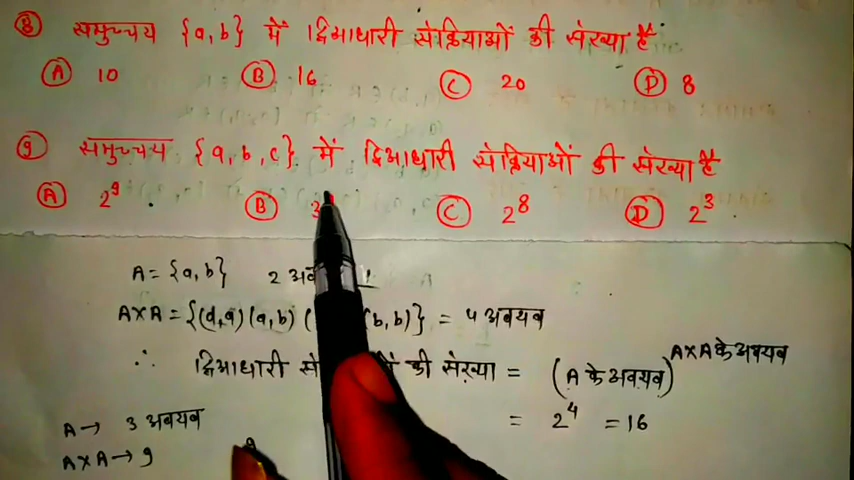 ⑧ समुच्चय {a,b} में द्विआधारी संक्रियाओं की संख्या है
Ⓐ 10 Ⓑ 16 Ⓒ 20 Ⓓ 8
⑨ समुच्चय {a,b,c} में द्विआधारी संक्रियाओं की संख्या है
Ⓐ 2⁹ Ⓑ 3 Ⓒ 2⁸ Ⓓ 2³
A = {a,b} 2
A×A = {(a,a) (a,b) ( (b,b)} = 4 अवयव
∴ द्विआधारी की संख्या = (A के अवयव)^A×A के अवयव
= 2⁴ = 16
A → 3 अवयव
A×A → 9